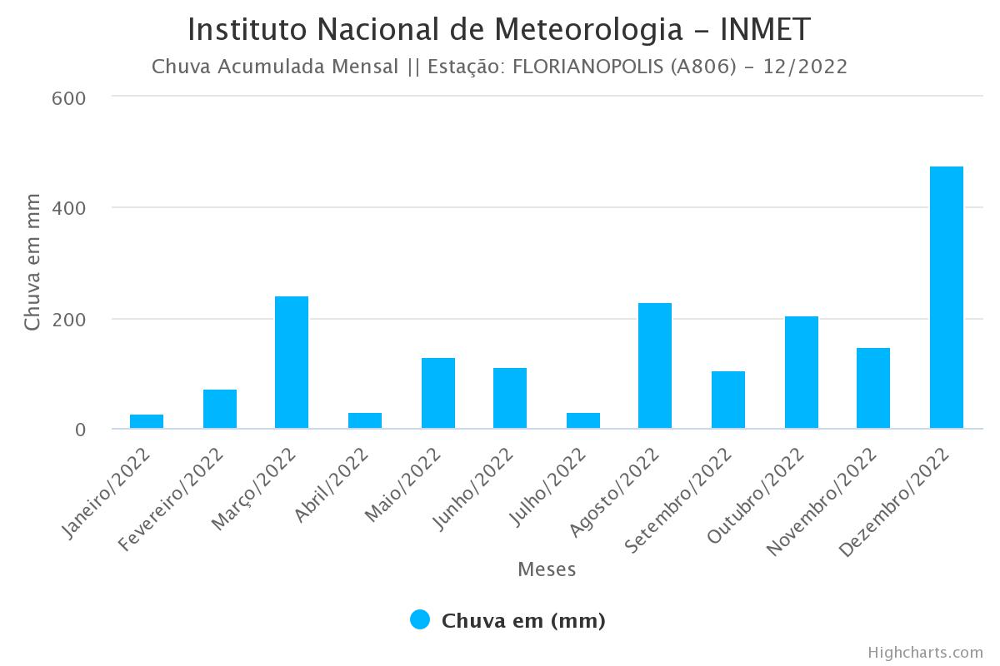 Instituto Nacional de Meteorologia – INMET
Chuva Acumulada Mensal || Estação: FLORIANOPOLIS (A806) – 12/2022
Chuva em mm
600
400
200
0
Janeiro/2022
Fevereiro/2022
Março/2022
Abril/2022
Maio/2022
Junho/2022
Julho/2022
Agosto/2022
Setembro/2022
Outubro/2022
Novembro/2022
Dezembro/2022
Meses
Chuva em (mm)
Highcharts.com